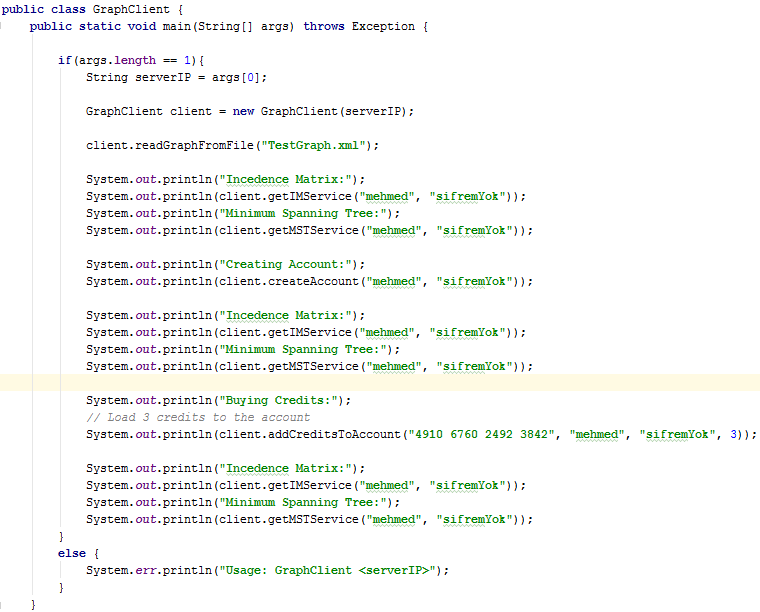 public class GraphClient {
public static void main(String[] args) throws Exception {
if(args.length == 1){
String serverIP = args[0];
GraphClient client = new GraphClient(serverIP);
client.readGraphFromFile("TestGraph.xml");
System.out.println("Incedence Matrix:");
System.out.println(client.getIMService("mehmed", "sifremYok"));
System.out.println("Minimum Spanning Tree:");
System.out.println(client.getMSTService("mehmed", "sifremYok"));
System.out.println("Creating Account:");
System.out.println(client.createAccount("mehmed", "sifremYok"));
System.out.println("Incedence Matrix:");
System.out.println(client.getIMService("mehmed", "sifremYok"));
System.out.println("Minimum Spanning Tree:");
System.out.println(client.getMSTService("mehmed", "sifremYok"));
System.out.println("Buying Credits:");
// Load 3 credits to the account
System.out.println(client.addCreditsToAccount("4910 6760 2492 3842", "mehmed", "sifremYok", 3));
System.out.println("Incedence Matrix:");
System.out.println(client.getIMService("mehmed", "sifremYok"));
System.out.println("Minimum Spanning Tree:");
System.out.println(client.getMSTService("mehmed", "sifremYok"));
}
else {
System.err.println("Usage: GraphClient <serverIP>");
}
}